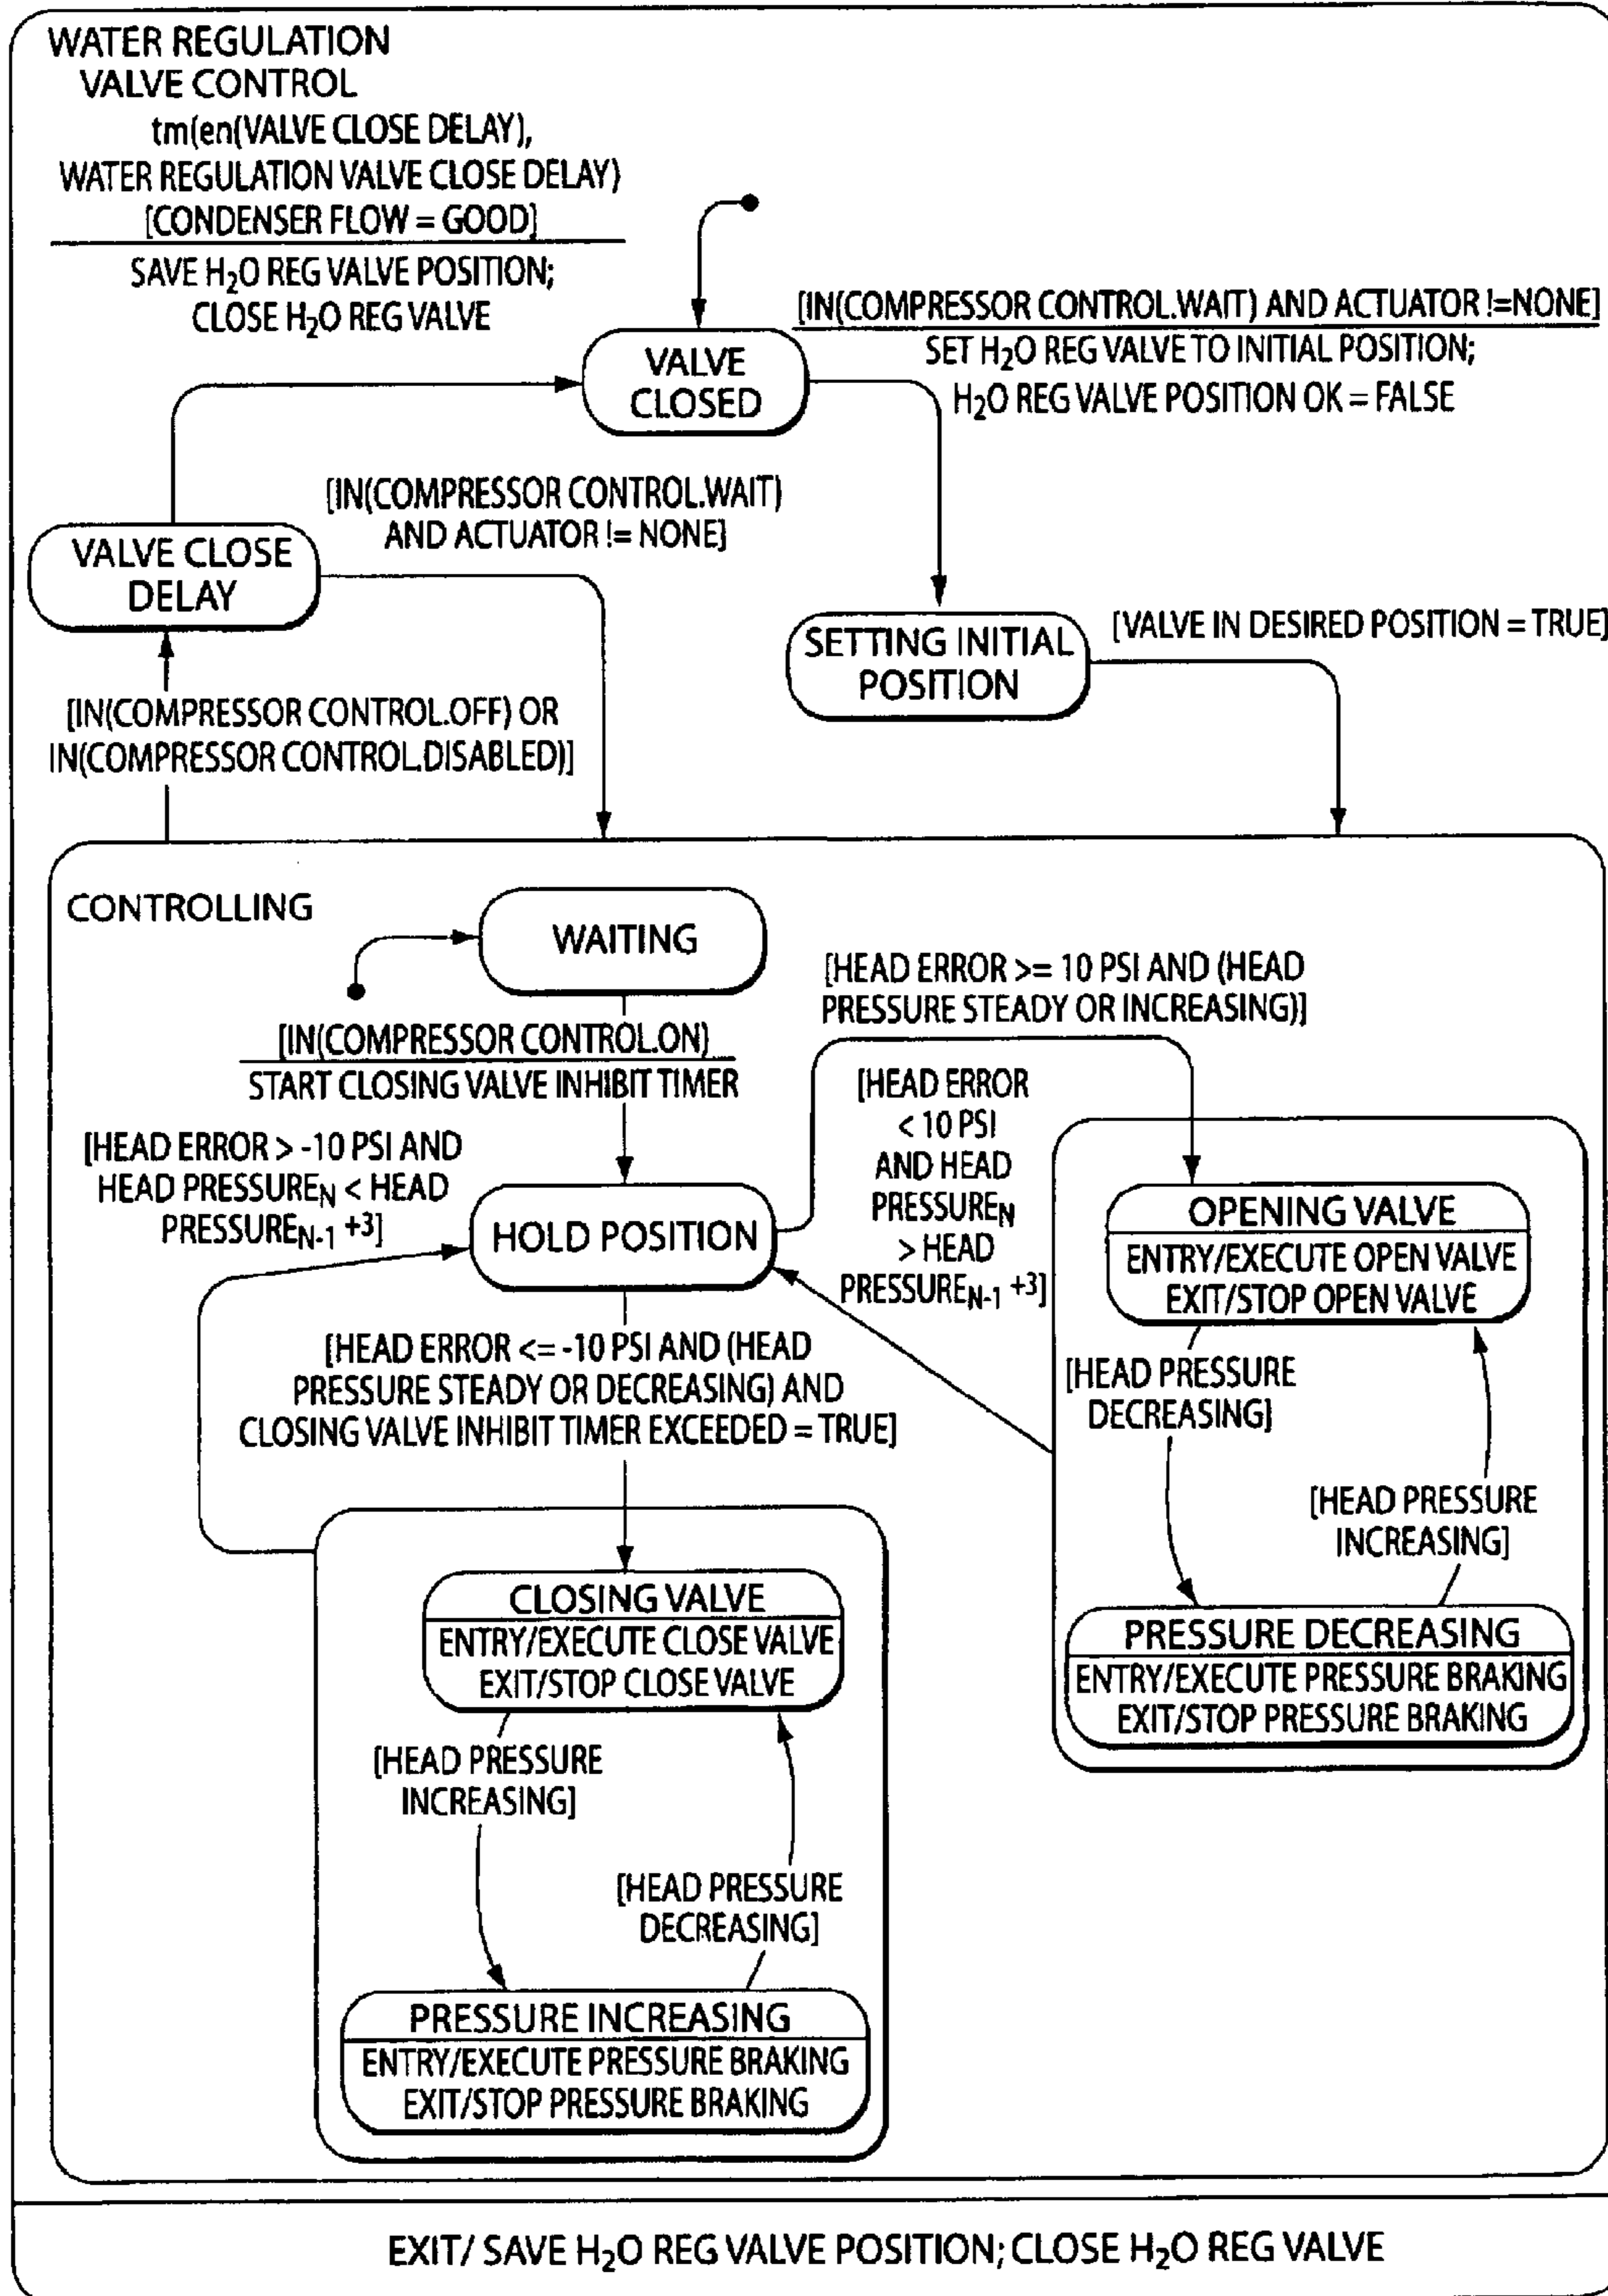 WATER REGULATION
VALVE CONTROL
tm(en(VALVE CLOSE DELAY),
WATER REGULATION VALVE CLOSE DELAY)
[CONDENSER FLOW = GOOD]
SAVE H₂O REG VALVE POSITION;
CLOSE H₂O REG VALVE
[IN(COMPRESSOR CONTROL.WAIT) AND ACTUATOR !=NONE]
SET H₂O REG VALVE TO INITIAL POSITION;
H₂O REG VALVE POSITION OK = FALSE
VALVE
CLOSED
[IN(COMPRESSOR CONTROL.WAIT)
AND ACTUATOR != NONE]
VALVE CLOSE
DELAY
SETTING INITIAL
POSITION
[VALVE IN DESIRED POSITION = TRUE]
[IN(COMPRESSOR CONTROL.OFF) OR
IN(COMPRESSOR CONTROL.DISABLED)]
CONTROLLING
WAITING
[IN(COMPRESSOR CONTROL.ON)
START CLOSING VALVE INHIBIT TIMER
[HEAD ERROR >= 10 PSI AND (HEAD
PRESSURE STEADY OR INCREASING)]
[HEAD ERROR > -10 PSI AND
HEAD PRESSURE_N < HEAD
PRESSURE_N-1 +3]
HOLD POSITION
[HEAD ERROR
< 10 PSI
AND HEAD
PRESSURE_N
> HEAD
PRESSURE_N-1 +3]
OPENING VALVE
ENTRY/EXECUTE OPEN VALVE
EXIT/STOP OPEN VALVE
[HEAD PRESSURE
DECREASING]
[HEAD PRESSURE
INCREASING]
PRESSURE DECREASING
ENTRY/EXECUTE PRESSURE BRAKING
EXIT/STOP PRESSURE BRAKING
[HEAD ERROR <= -10 PSI AND (HEAD
PRESSURE STEADY OR DECREASING) AND
CLOSING VALVE INHIBIT TIMER EXCEEDED = TRUE]
CLOSING VALVE
ENTRY/EXECUTE CLOSE VALVE
EXIT/STOP CLOSE VALVE
[HEAD PRESSURE
INCREASING]
[HEAD PRESSURE
DECREASING]
PRESSURE INCREASING
ENTRY/EXECUTE PRESSURE BRAKING
EXIT/STOP PRESSURE BRAKING
EXIT/ SAVE H₂O REG VALVE POSITION; CLOSE H₂O REG VALVE